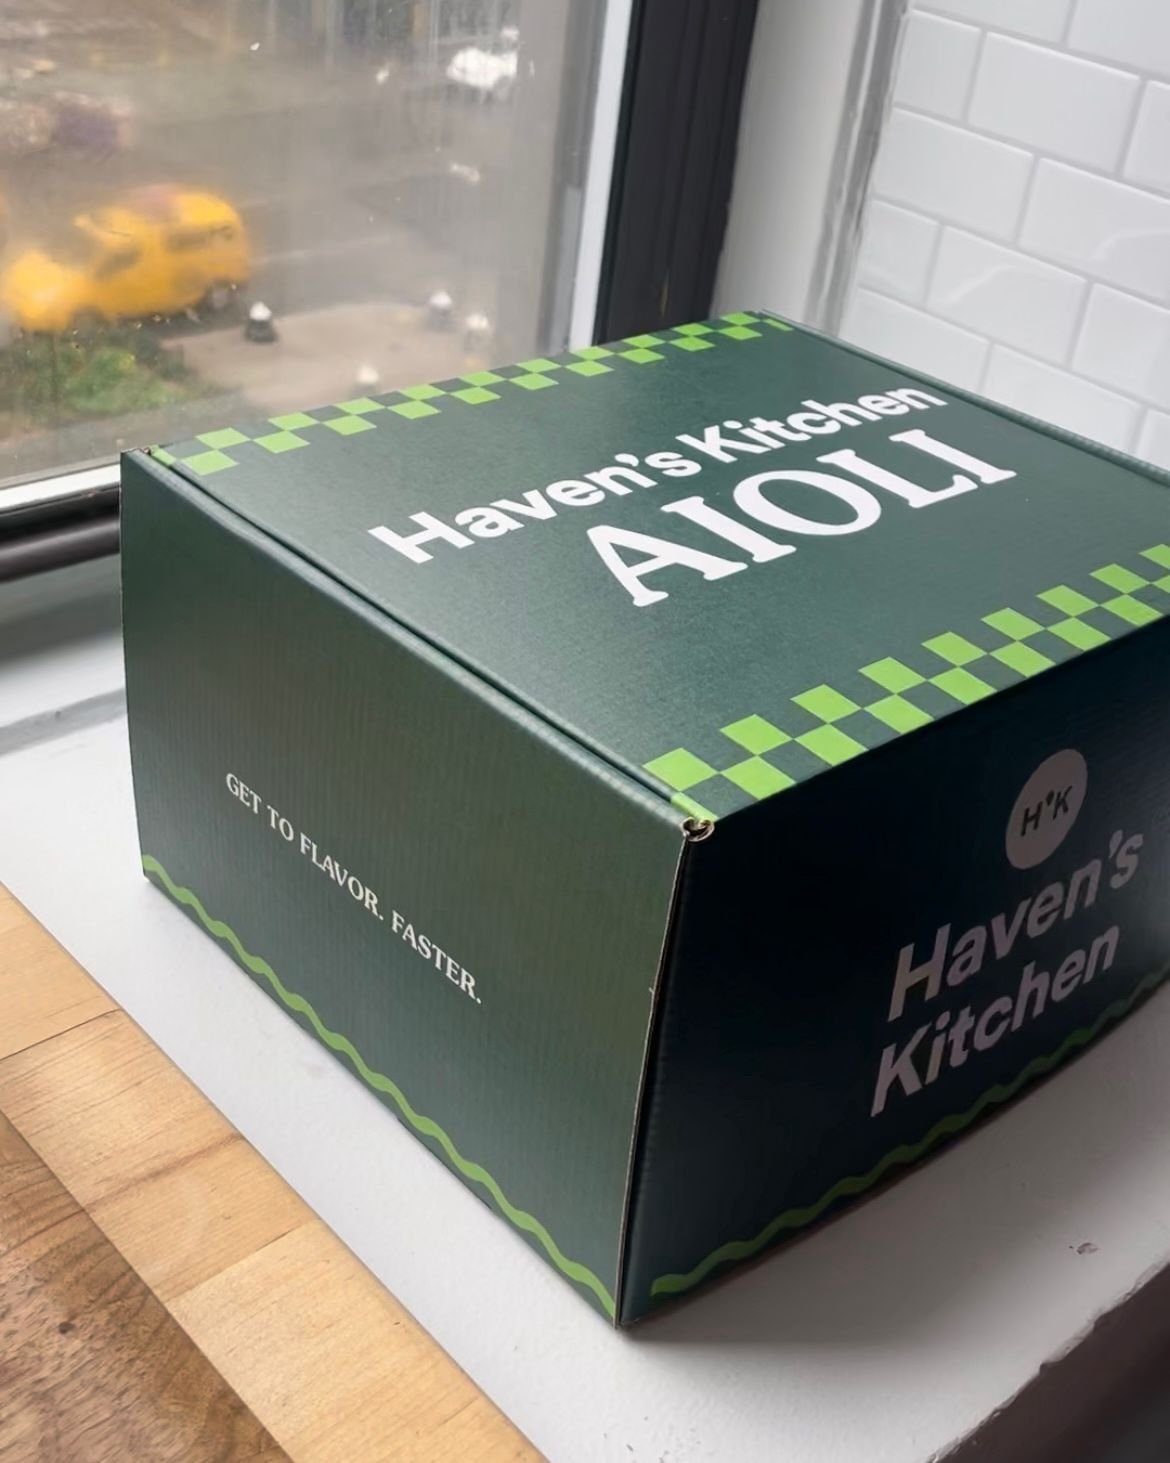 Haven's Kitchen
AIOLI
GET TO FLAVOR. FASTER.
H•K
Haven's
Kitchen